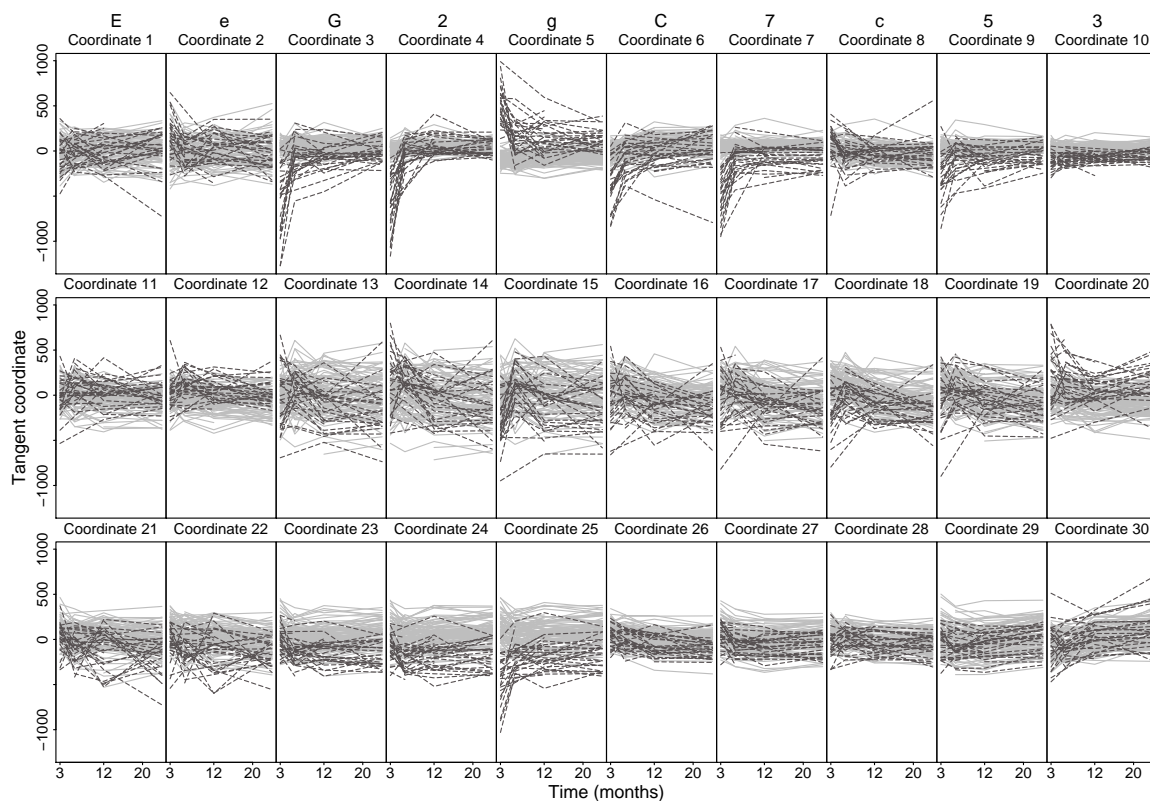 E e G 2 g C 7 c 5 3
Coordinate 1 Coordinate 2 Coordinate 3 Coordinate 4 Coordinate 5 Coordinate 6 Coordinate 7 Coordinate 8 Coordinate 9 Coordinate 10
1000
500
0
−1000
Coordinate 11 Coordinate 12 Coordinate 13 Coordinate 14 Coordinate 15 Coordinate 16 Coordinate 17 Coordinate 18 Coordinate 19 Coordinate 20
1000
500
0
−1000
Tangent coordinate
Coordinate 21 Coordinate 22 Coordinate 23 Coordinate 24 Coordinate 25 Coordinate 26 Coordinate 27 Coordinate 28 Coordinate 29 Coordinate 30
1000
500
0
−1000
3 12 20 3 12 20 3 12 20 3 12 20 3 12 20 3 12 20 3 12 20 3 12 20 3 12 20 3 12 20
Time (months)